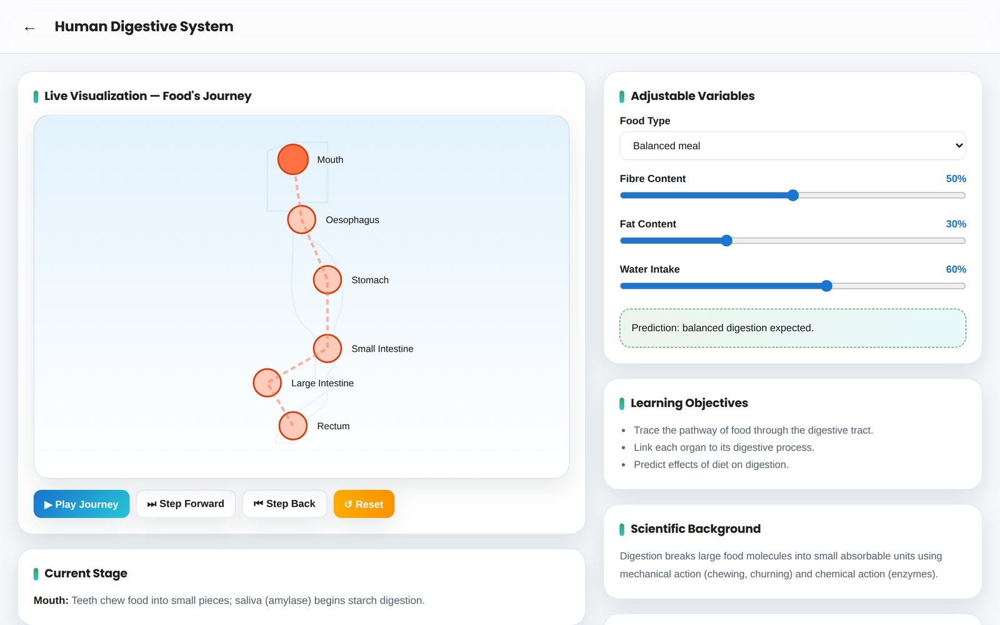 ← Human Digestive System
Live Visualization — Food's Journey
Mouth
Oesophagus
Stomach
Small Intestine
Large Intestine
Rectum
▶ Play Journey
⏭ Step Forward
⏮ Step Back
↺ Reset
Current Stage
Mouth: Teeth chew food into small pieces; saliva (amylase) begins starch digestion.
Adjustable Variables
Food Type
Balanced meal
Fibre Content 50%
Fat Content 30%
Water Intake 60%
Prediction: balanced digestion expected.
Learning Objectives
• Trace the pathway of food through the digestive tract.
• Link each organ to its digestive process.
• Predict effects of diet on digestion.
Scientific Background
Digestion breaks large food molecules into small absorbable units using
mechanical action (chewing, churning) and chemical action (enzymes).